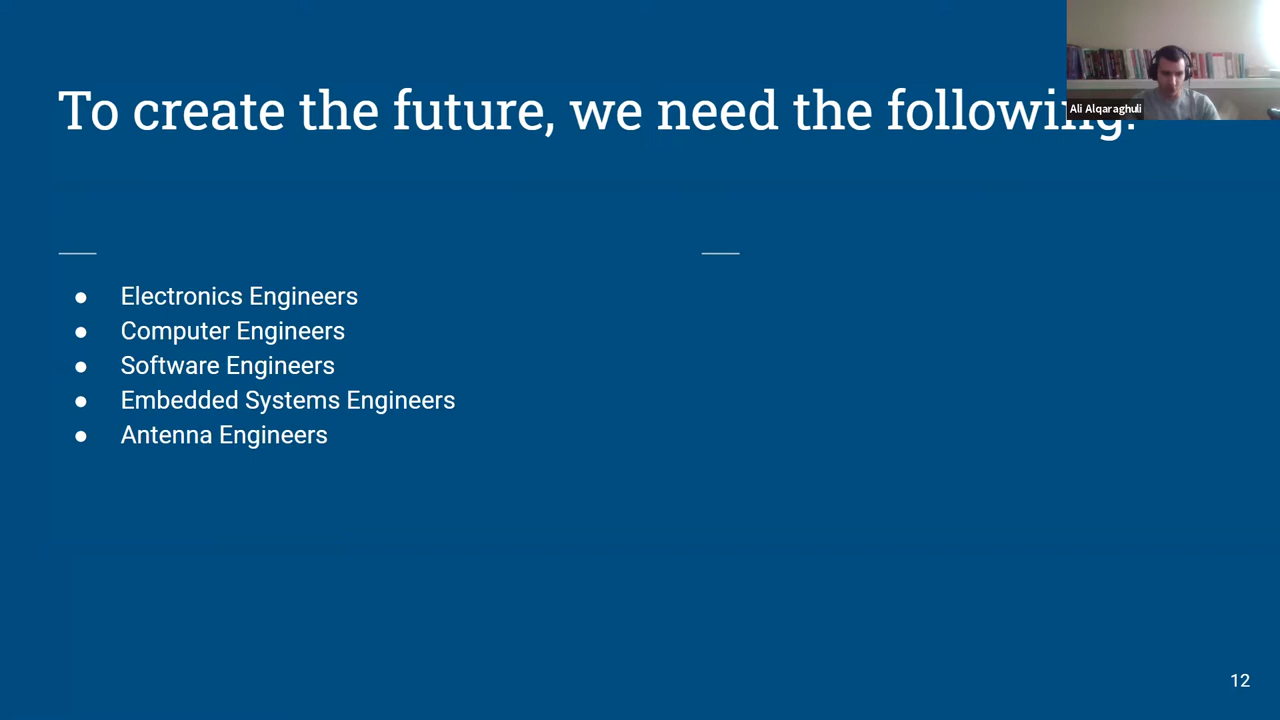 To create the future, we need the following:
Ali Alqaraghuli
● Electronics Engineers
● Computer Engineers
● Software Engineers
● Embedded Systems Engineers
● Antenna Engineers
12